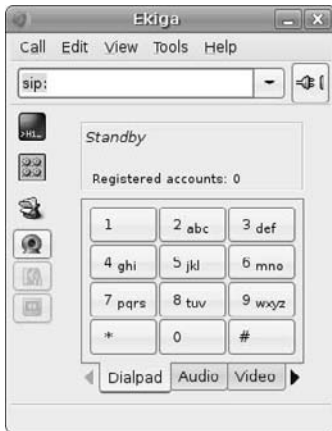 Ekiga
Call Edit View Tools Help
sip:
Standby
Registered accounts: 0
1 2 abc 3 def
4 ghi 5 jkl 6 mno
7 pqrs 8 tuv 9 wxyz
* 0 #
Dialpad Audio Video